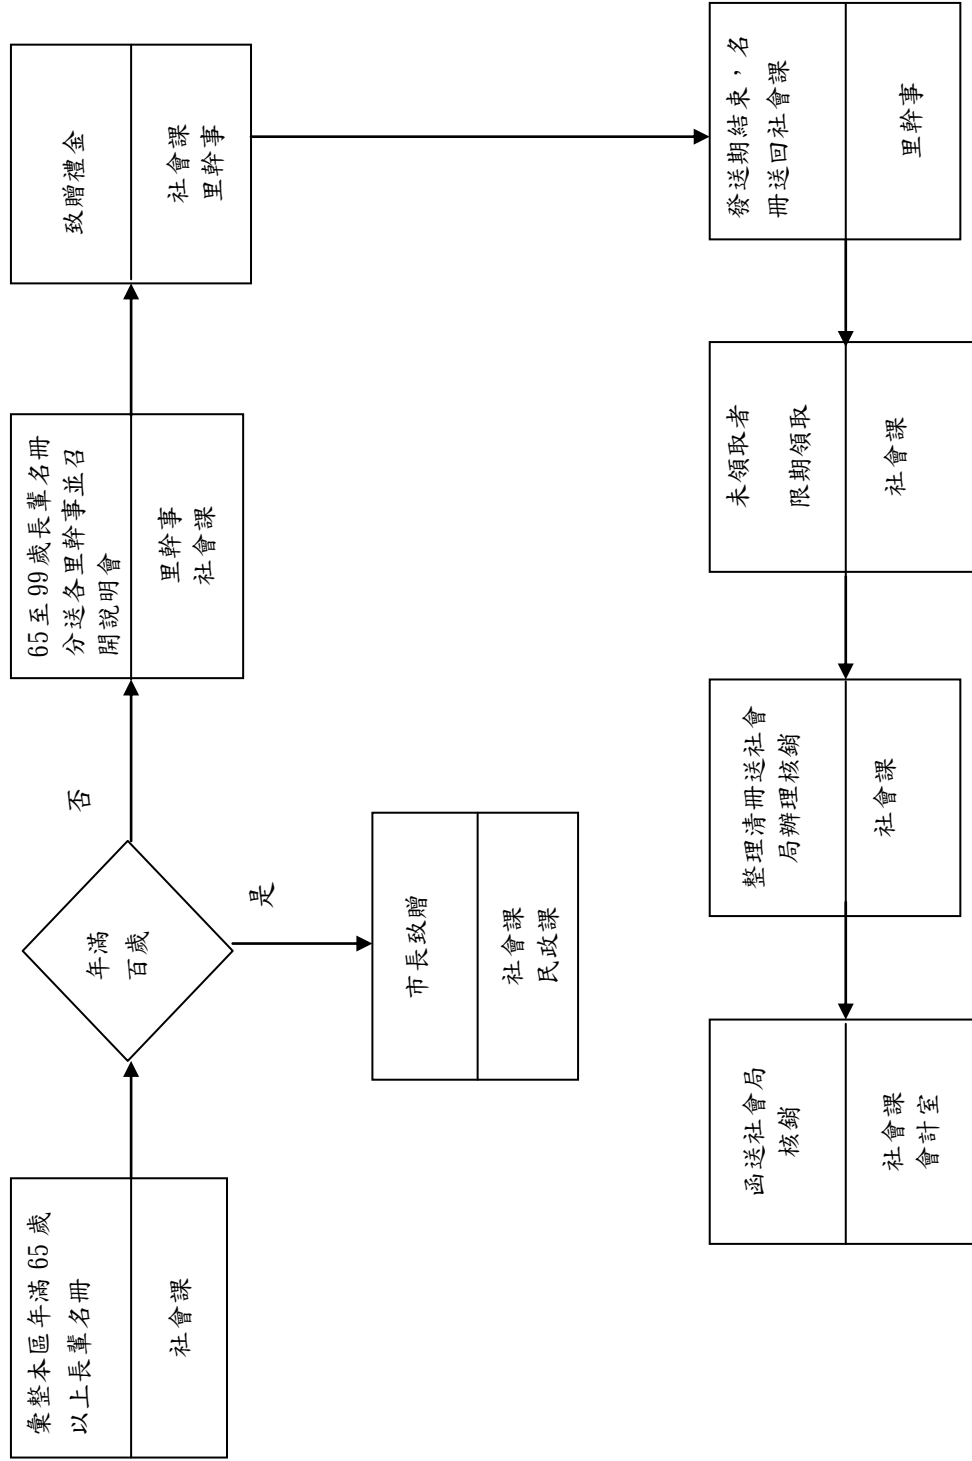 彙整本區年滿 65 歲
以上長輩名冊
社會課
年滿
百歲
是
否
市長致贈
社會課
民政課
65 至 99 歲長輩名冊
分送各里幹事並召
開說明會
里幹事
社會課
致贈禮金
社會課
里幹事
發送期結束，名
冊送回社會課
里幹事
未領取者
限期領取
社會課
整理清冊送社會
局辦理核銷
社會課
函送社會局
核銷
社會課
會計室